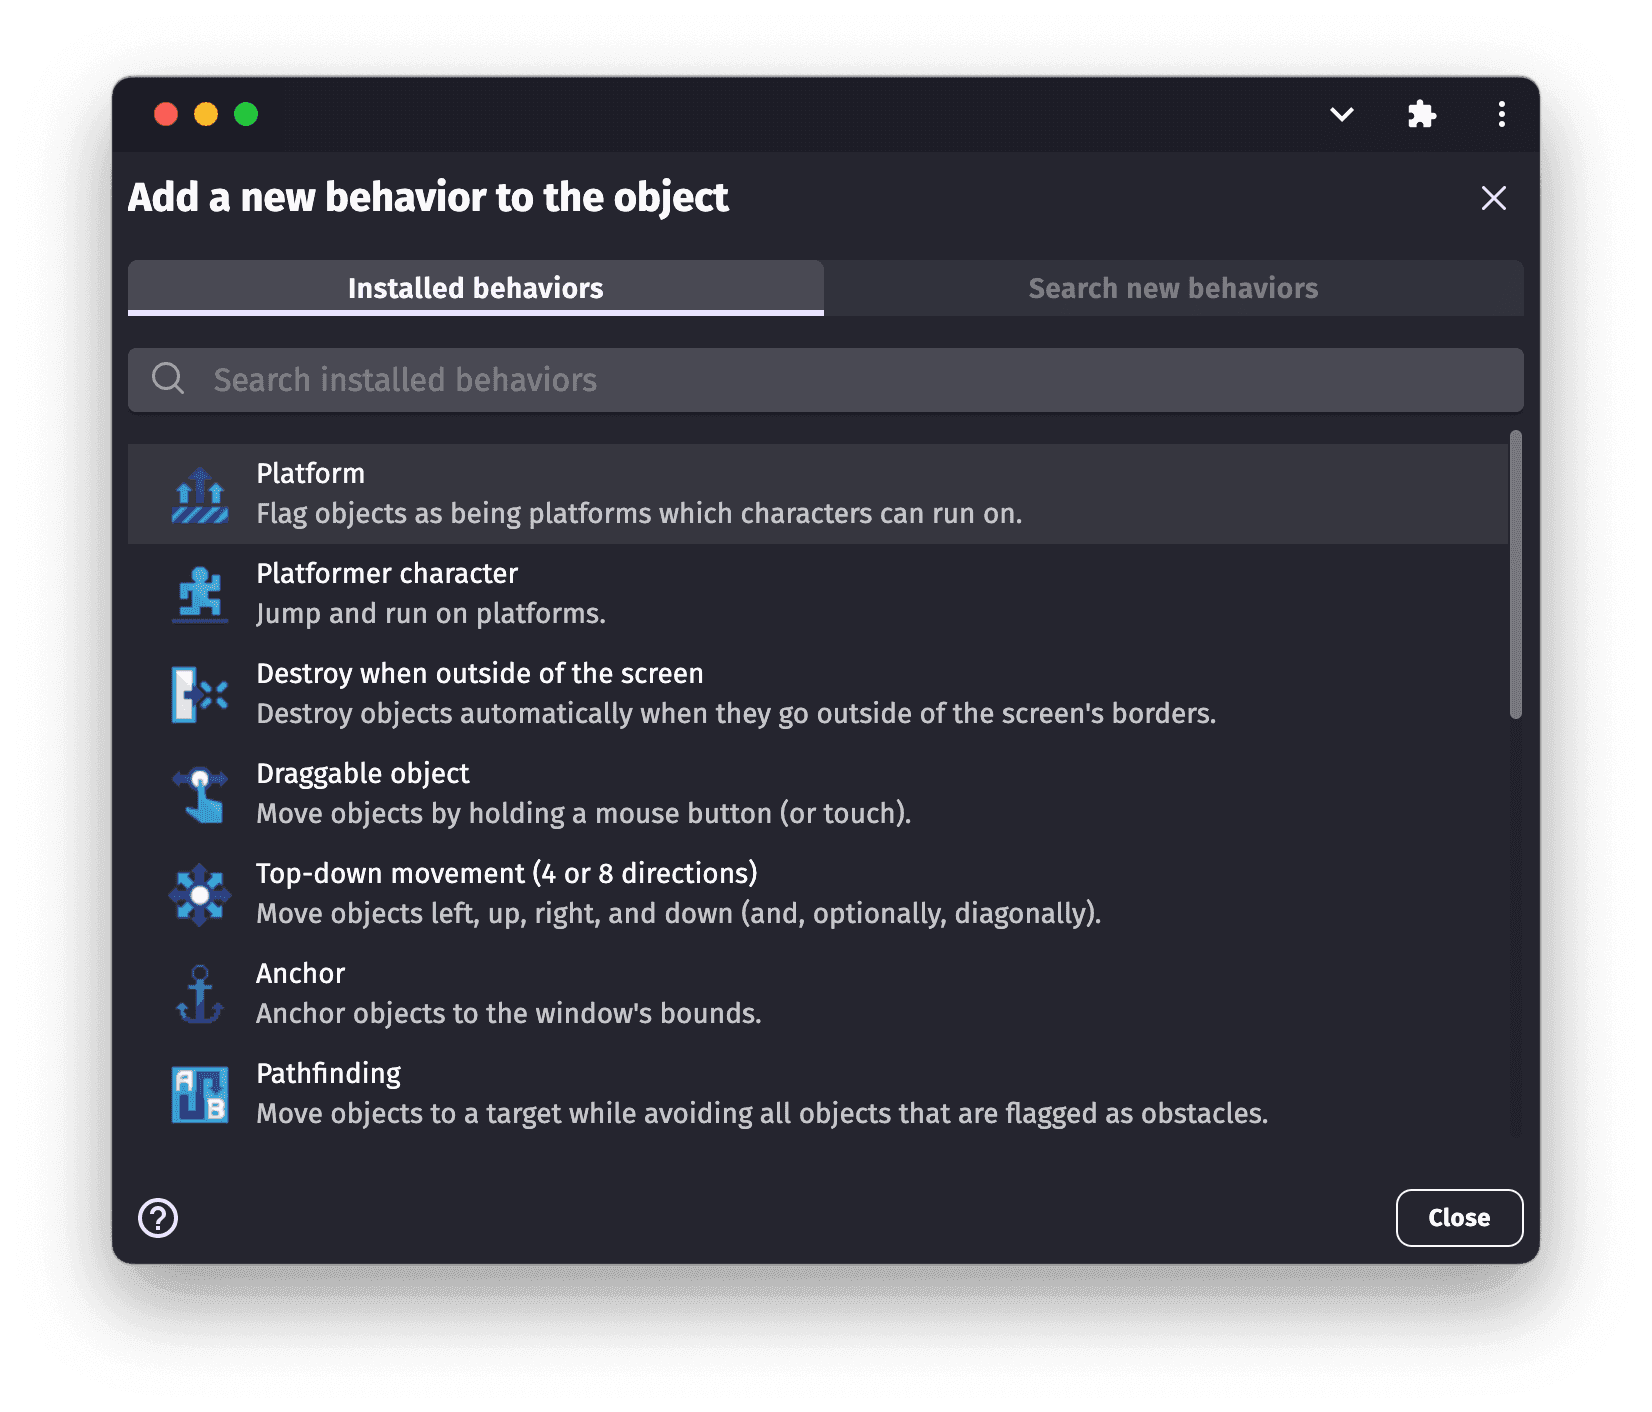 Add a new behavior to the object
Installed behaviors
Search new behaviors
Search installed behaviors
Platform
Flag objects as being platforms which characters can run on.
Platformer character
Jump and run on platforms.
Destroy when outside of the screen
Destroy objects automatically when they go outside of the screen's borders.
Draggable object
Move objects by holding a mouse button (or touch).
Top-down movement (4 or 8 directions)
Move objects left, up, right, and down (and, optionally, diagonally).
Anchor
Anchor objects to the window's bounds.
A
B
Pathfinding
Move objects to a target while avoiding all objects that are flagged as obstacles.
?
Close